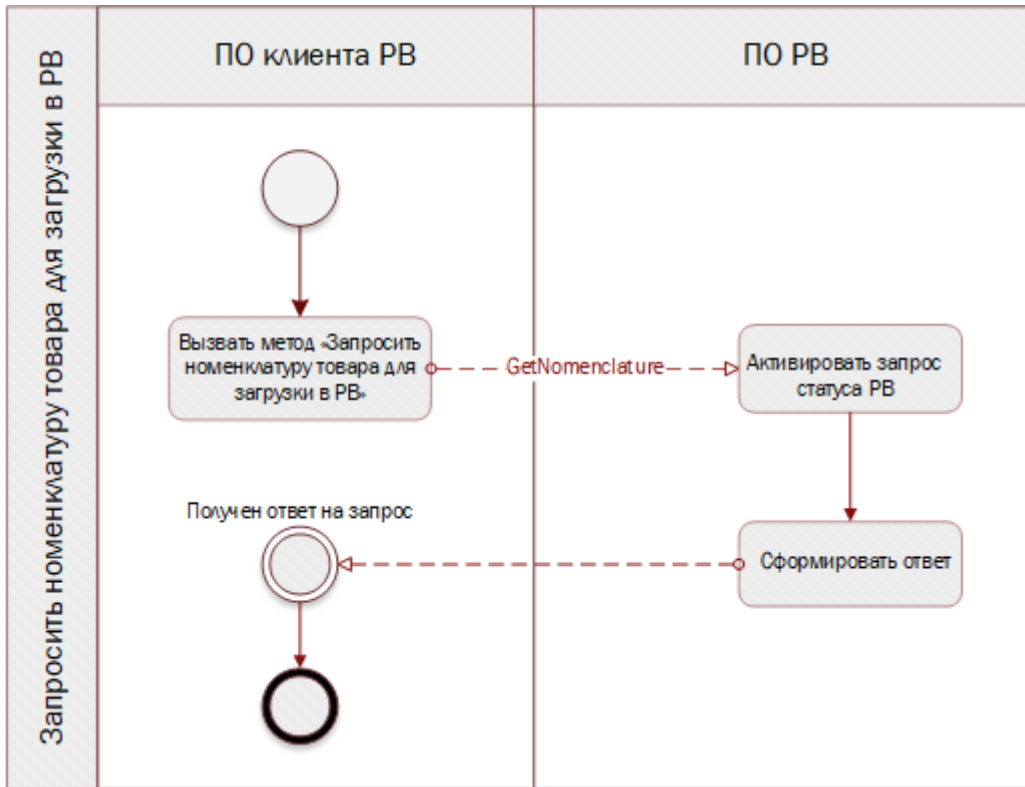 Запросить номенклатуру товара для загрузки в РВ
ПО клиента РВ
ПО РВ
Вызвать метод «Запросить
номенклатуру товара для
загрузки в РВ»
GetNomenclature
Активировать запрос
статуса РВ
Получен ответ на запрос
Сформировать ответ